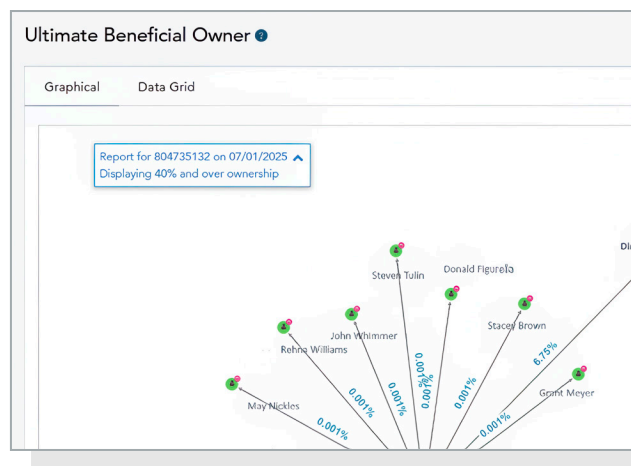 Ultimate Beneficial Owner ?
Graphical
Data Grid
Report for 804735132 on 07/01/2025
Displaying 40% and over ownership
Steven Tulin
Donald Figurella
Stacey Brown
John Whimmer
Rehna Williams
Grant Meyer
May Nickles
0.001%
0.001%
0.001%
0.001%
0.001%
0.001%
6.75%
0.001%